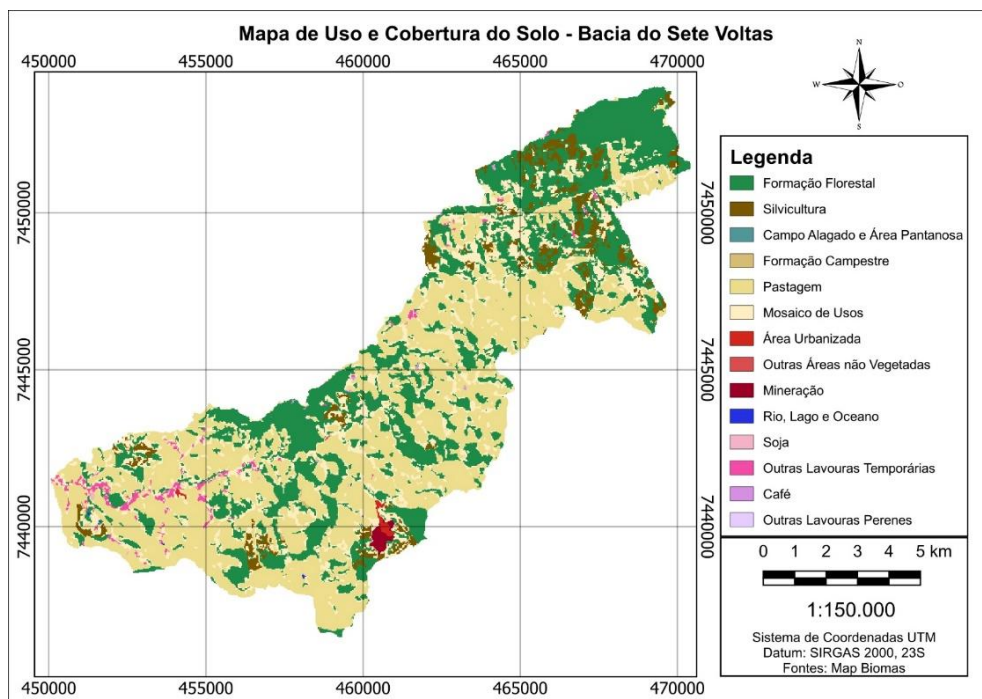 Mapa de Uso e Cobertura do Solo - Bacia do Sete Voltas
450000 455000 460000 465000 470000
N
W O
S
7450000 7450000
7445000 7445000
7440000 7440000
450000 455000 460000 465000 470000
Legenda
Formação Florestal
Silvicultura
Campo Alagado e Área Pantanosa
Formação Campestre
Pastagem
Mosaico de Usos
Área Urbanizada
Outras Áreas não Vegetadas
Mineração
Rio, Lago e Oceano
Soja
Outras Lavouras Temporárias
Café
Outras Lavouras Perenes
0 1 2 3 4 5 km
1:150.000
Sistema de Coordenadas UTM
Datum: SIRGAS 2000, 23S
Fontes: Map Biomas